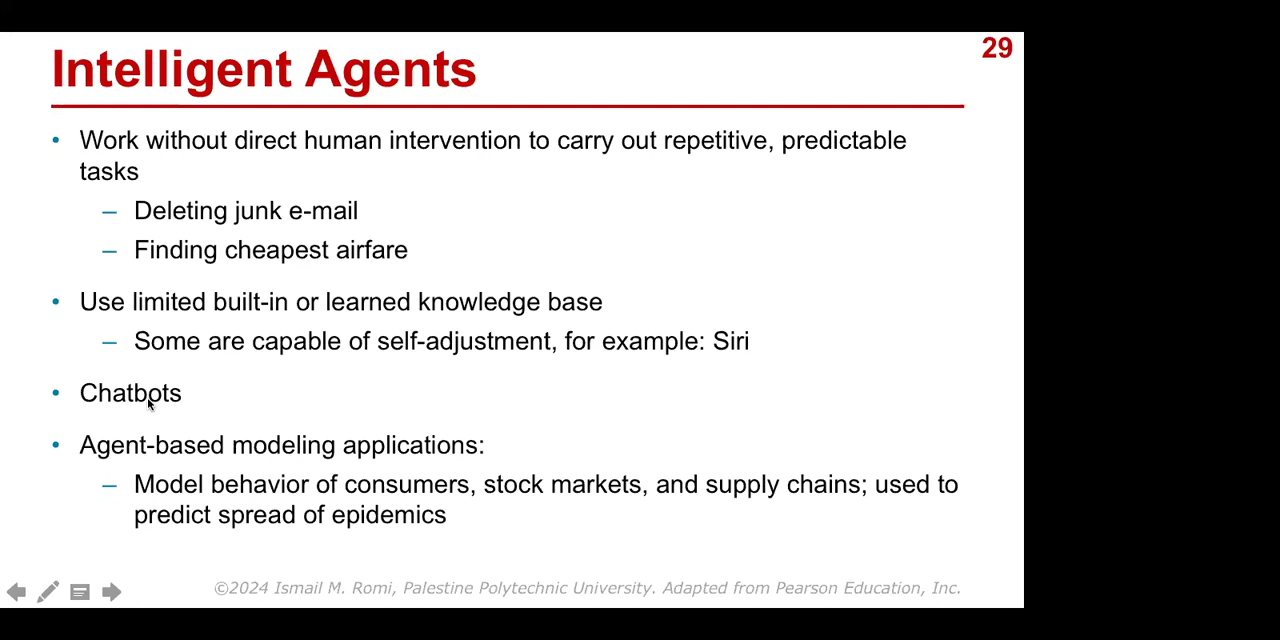 29
Intelligent Agents
• Work without direct human intervention to carry out repetitive, predictable
tasks
– Deleting junk e-mail
– Finding cheapest airfare
• Use limited built-in or learned knowledge base
– Some are capable of self-adjustment, for example: Siri
• Chatbots
• Agent-based modeling applications:
– Model behavior of consumers, stock markets, and supply chains; used to
predict spread of epidemics
©2024 Ismail M. Romi, Palestine Polytechnic University. Adapted from Pearson Education, Inc.